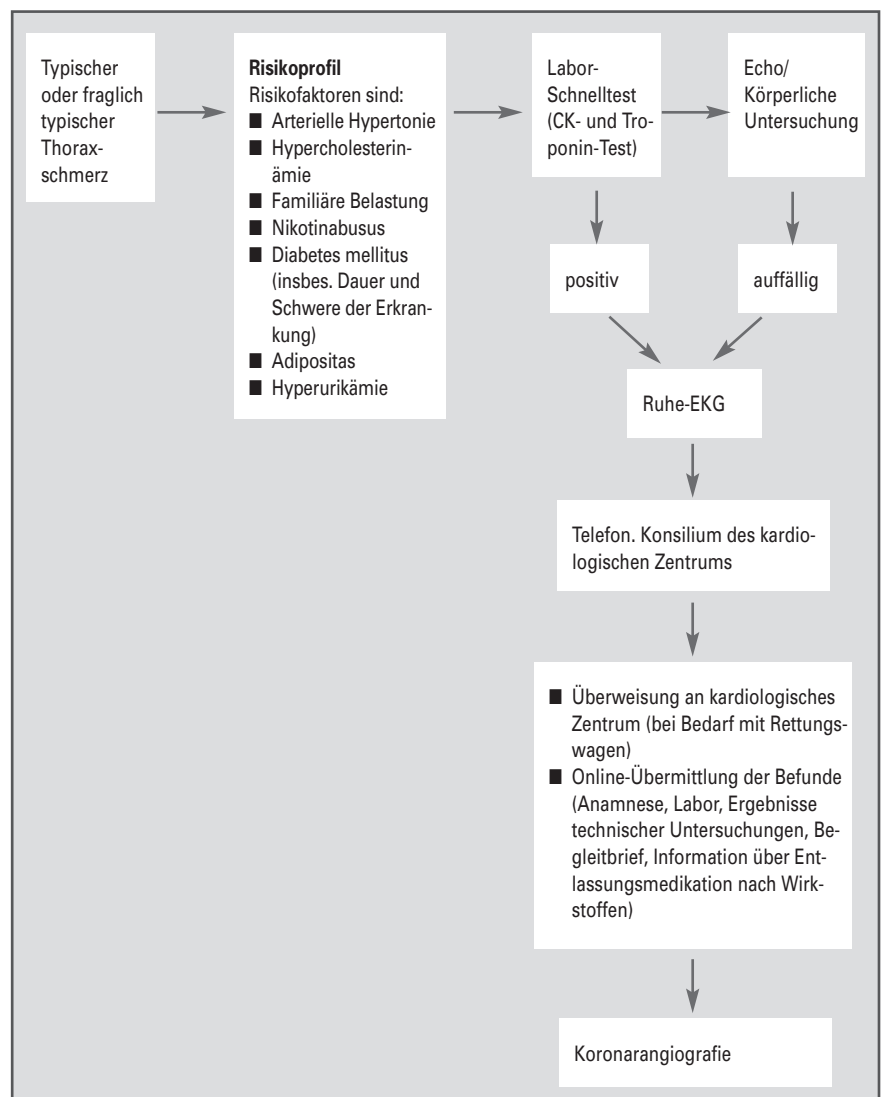 Typischer
oder fraglich
typischer
Thorax-
schmerz
Risikoprofil
Risikofaktoren sind:
■ Arterielle Hypertonie
■ Hypercholesterin-
ämie
■ Familiäre Belastung
■ Nikotinabusus
■ Diabetes mellitus
(insbes. Dauer und
Schwere der Erkran-
kung)
■ Adipositas
■ Hyperurikämie
Labor-
Schnelltest
(CK- und Tro-
ponin-Test)
Echo/
Körperliche
Untersuchung
positiv
auffällig
Ruhe-EKG
Telefon. Konsilium des kardio-
logischen Zentrums
■ Überweisung an kardiologisches
Zentrum (bei Bedarf mit Rettungs-
wagen)
■ Online-Übermittlung der Befunde
(Anamnese, Labor, Ergebnisse
technischer Untersuchungen, Be-
gleitbrief, Information über Ent-
lassungsmedikation nach Wirk-
stoffen)
Koronarangiografie